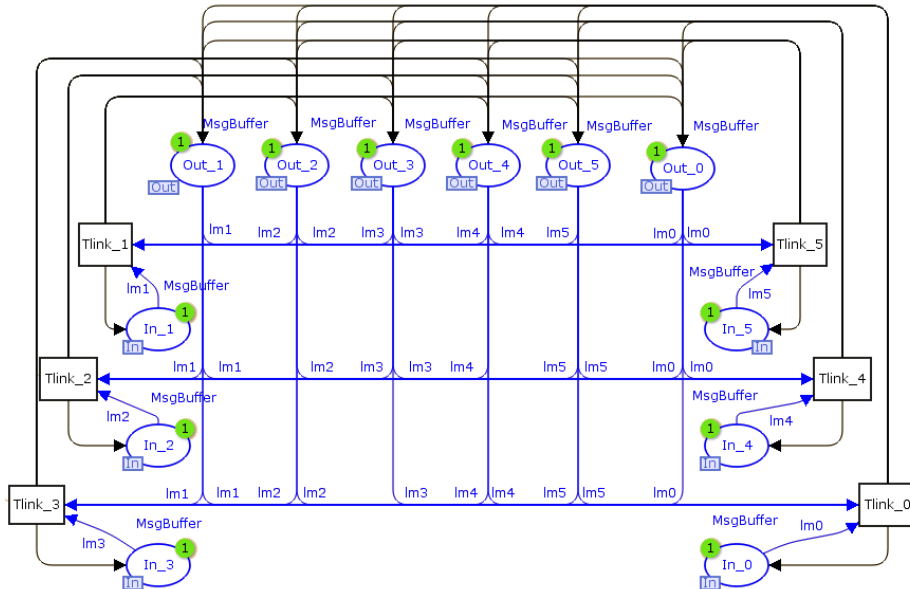 MsgBuffer MsgBuffer MsgBuffer MsgBuffer MsgBuffer MsgBuffer
1 1 1 1 1 1
Out_1 Out_2 Out_3 Out_4 Out_5 Out_0
Out Out Out Out Out Out
lm1 lm2 lm2 lm3 lm3 lm4 lm4 lm5 lm0 lm0
Tlink_1 Tlink_5
MsgBuffer MsgBuffer
lm1 lm5
1 1
In_1 In_5
In In
lm1 lm1 lm2 lm3 lm3 lm4 lm5 lm5 lm0 lm0
Tlink_2 Tlink_4
MsgBuffer MsgBuffer
lm2 lm4
1 1
In_2 In_4
In In
lm1 lm1 lm2 lm2 lm3 lm4 lm4 lm5 lm5 lm0
Tlink_3 Tlink_0
MsgBuffer MsgBuffer
lm3 lm0
1 1
In_3 In_0
In In